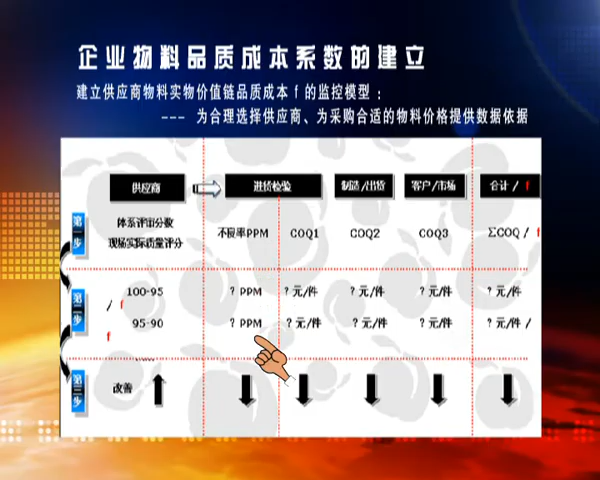 企业物料品质成本系数的建立
建立供应商物料实物价值链品质成本 f 的监控模型：
--- 为合理选择供应商、为采购合适的物料价格提供数据依据
供应商 进货检验 制造/出货 客户/市场 合计 / f
第一步 体系评审分数 不良率PPM COQ1 COQ2 COQ3 ΣCOQ / f
现场实际质量评分
第二步 100-95 ? PPM ? 元/件 ? 元/件 ? 元/件 ? 元/件
/ f
95-90 ? PPM ? 元/件 ? 元/件 ? 元/件 ? 元/件 /
f
......
第三步 改善